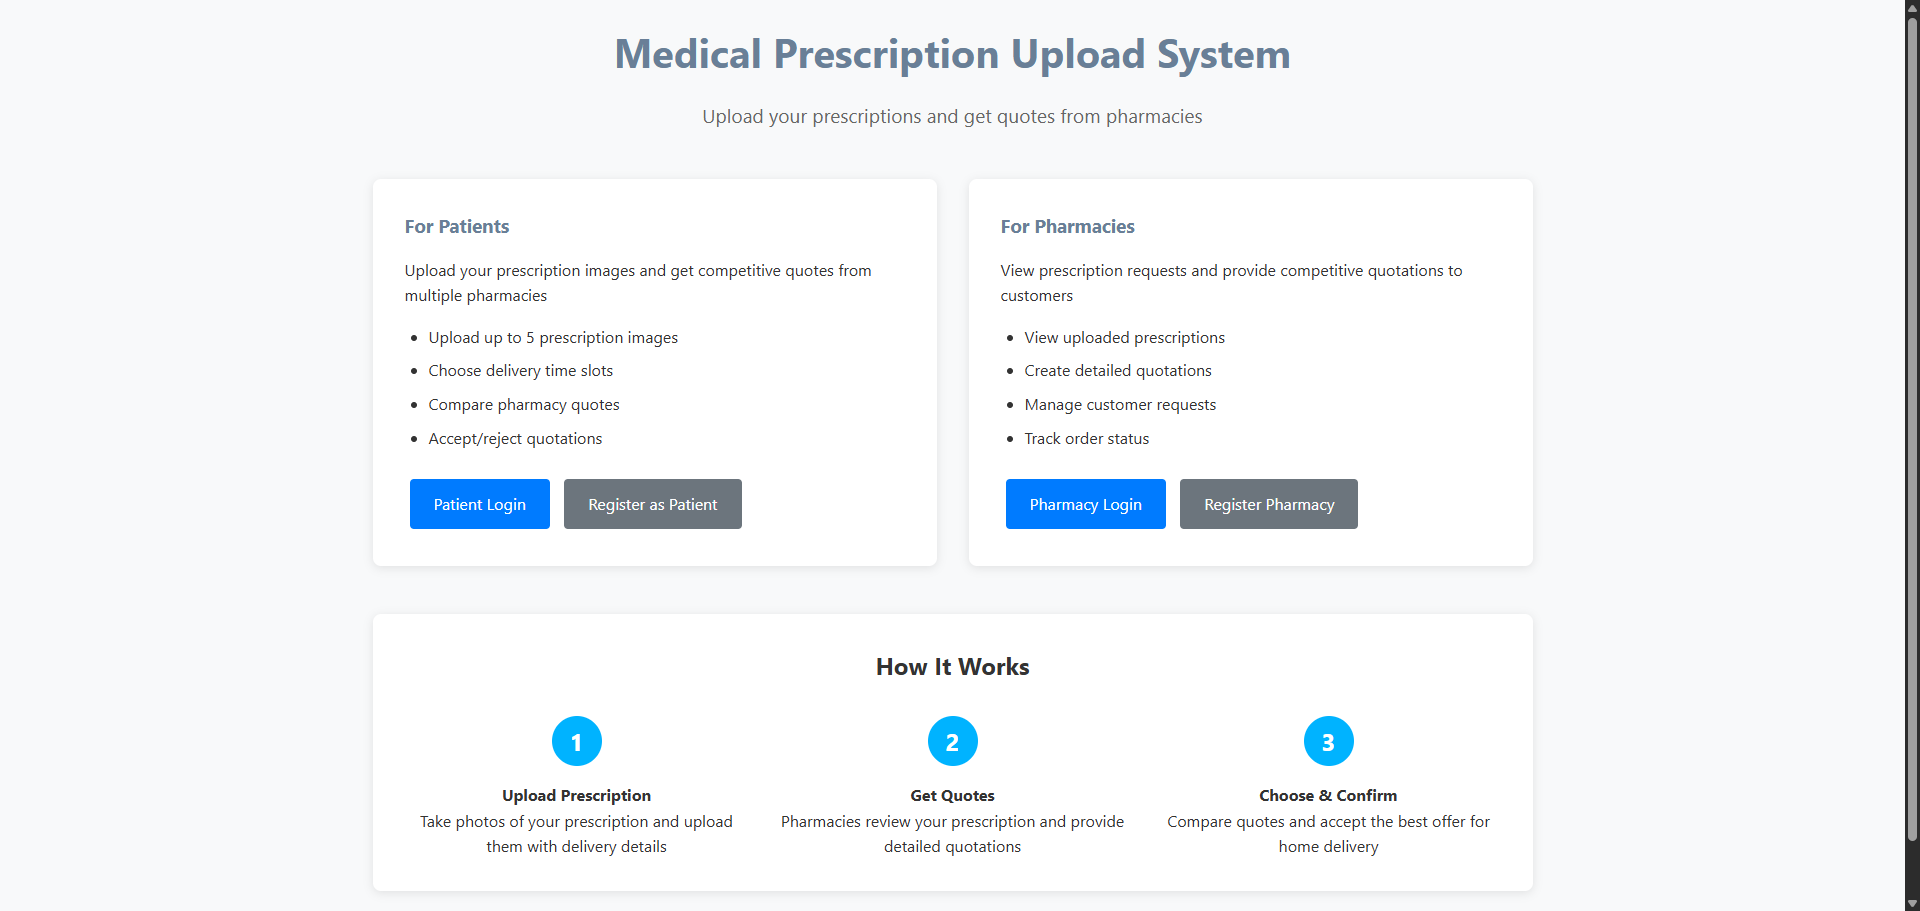 Medical Prescription Upload System
Upload your prescriptions and get quotes from pharmacies
For Patients
Upload your prescription images and get competitive quotes from
multiple pharmacies
Upload up to 5 prescription images
Choose delivery time slots
Compare pharmacy quotes
Accept/reject quotations
Patient Login
Register as Patient
For Pharmacies
View prescription requests and provide competitive quotations to
customers
View uploaded prescriptions
Create detailed quotations
Manage customer requests
Track order status
Pharmacy Login
Register Pharmacy
How It Works
1
Upload Prescription
Take photos of your prescription and upload
them with delivery details
2
Get Quotes
Pharmacies review your prescription and provide
detailed quotations
3
Choose & Confirm
Compare quotes and accept the best offer for
home delivery